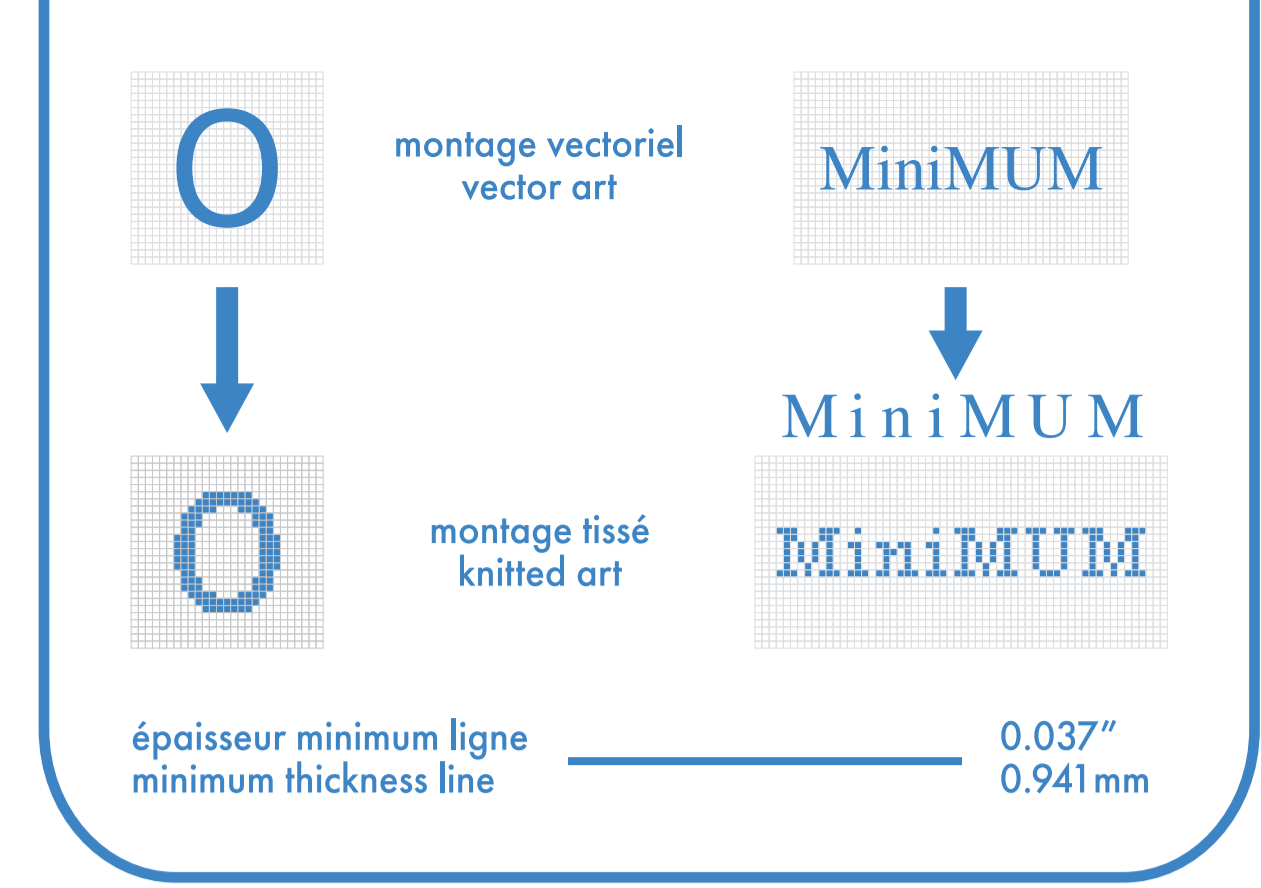 O
montage vectoriel
vector art
MiniMUM
MiniMUM
O
montage tissé
knitted art
MiniMUM
épaisseur minimum ligne
minimum thickness line
0.037″
0.941mm